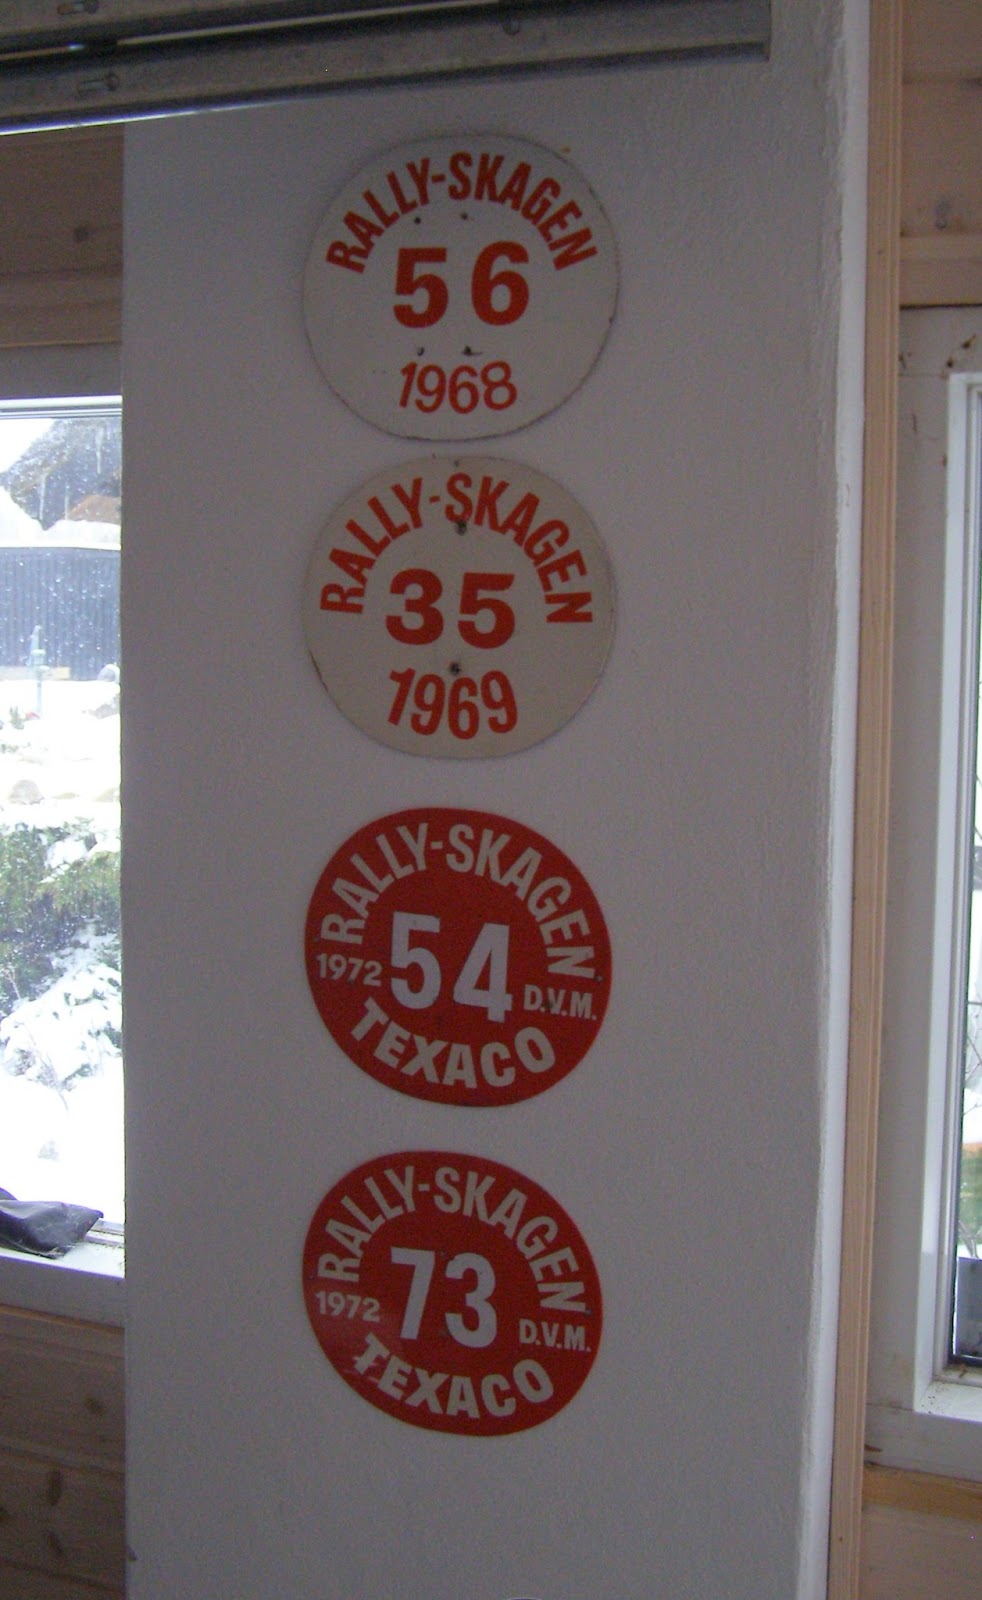 RALLY-SKAGEN
56
1968
RALLY-SKAGEN
35
1969
RALLY-SKAGEN
1972 54 D.V.M.
TEXACO
RALLY-SKAGEN
1972 73 D.V.M.
TEXACO